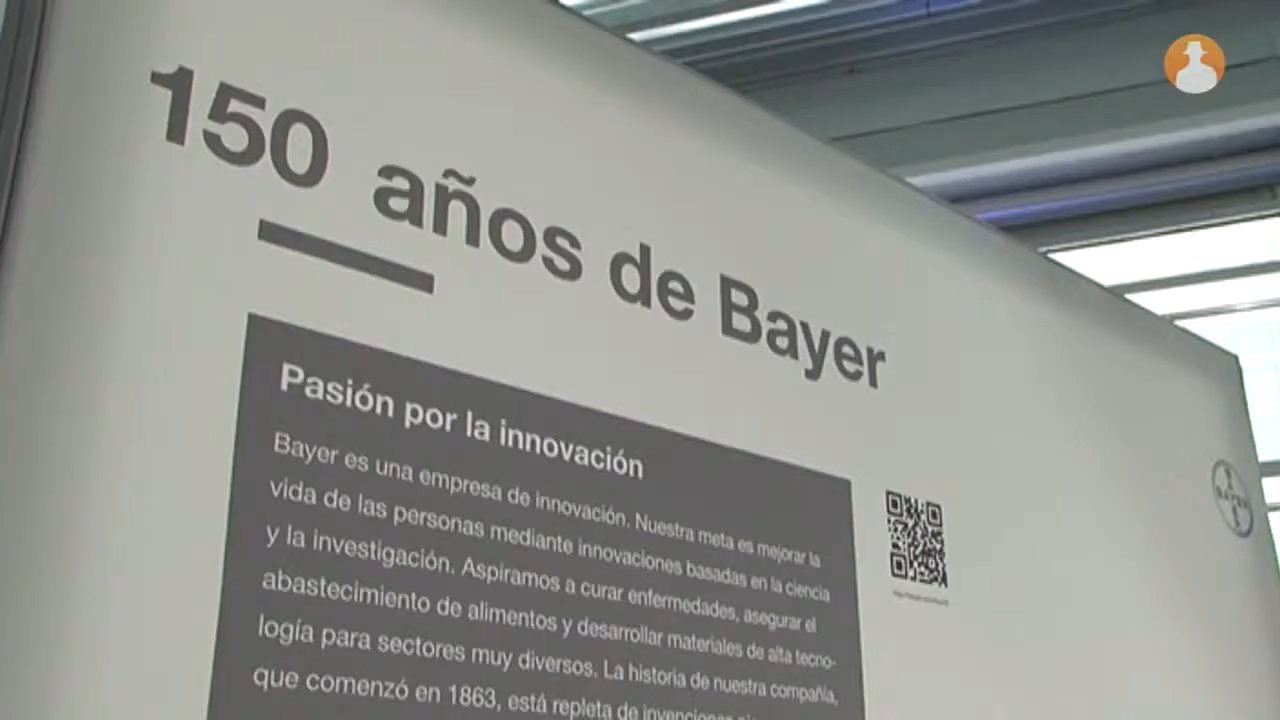 150 años de Bayer
Pasión por la innovación
Bayer es una empresa de innovación. Nuestra meta es mejorar la
vida de las personas mediante innovaciones basadas en la ciencia
y la investigación. Aspiramos a curar enfermedades, asegurar el
abastecimiento de alimentos y desarrollar materiales de alta tecno-
logía para sectores muy diversos. La historia de nuestra compañía,
que comenzó en 1863, está repleta de invenciones
BAYER